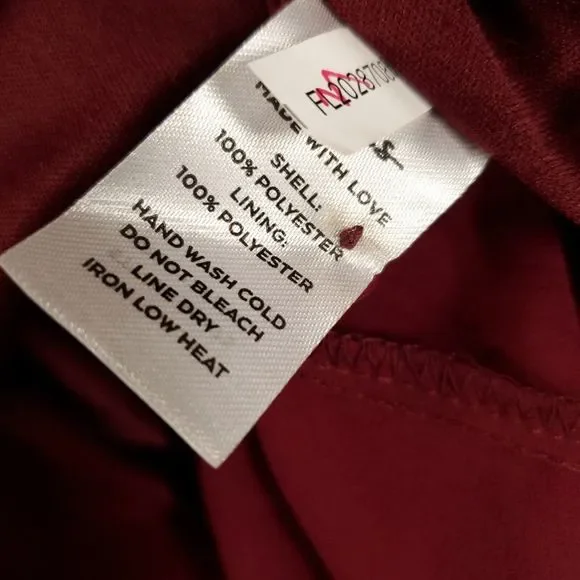 MADE WITH LOVE
SHELL:
100% POLYESTER
LINING:
100% POLYESTER
HAND WASH COLD
DO NOT BLEACH
LINE DRY
IRON LOW HEAT